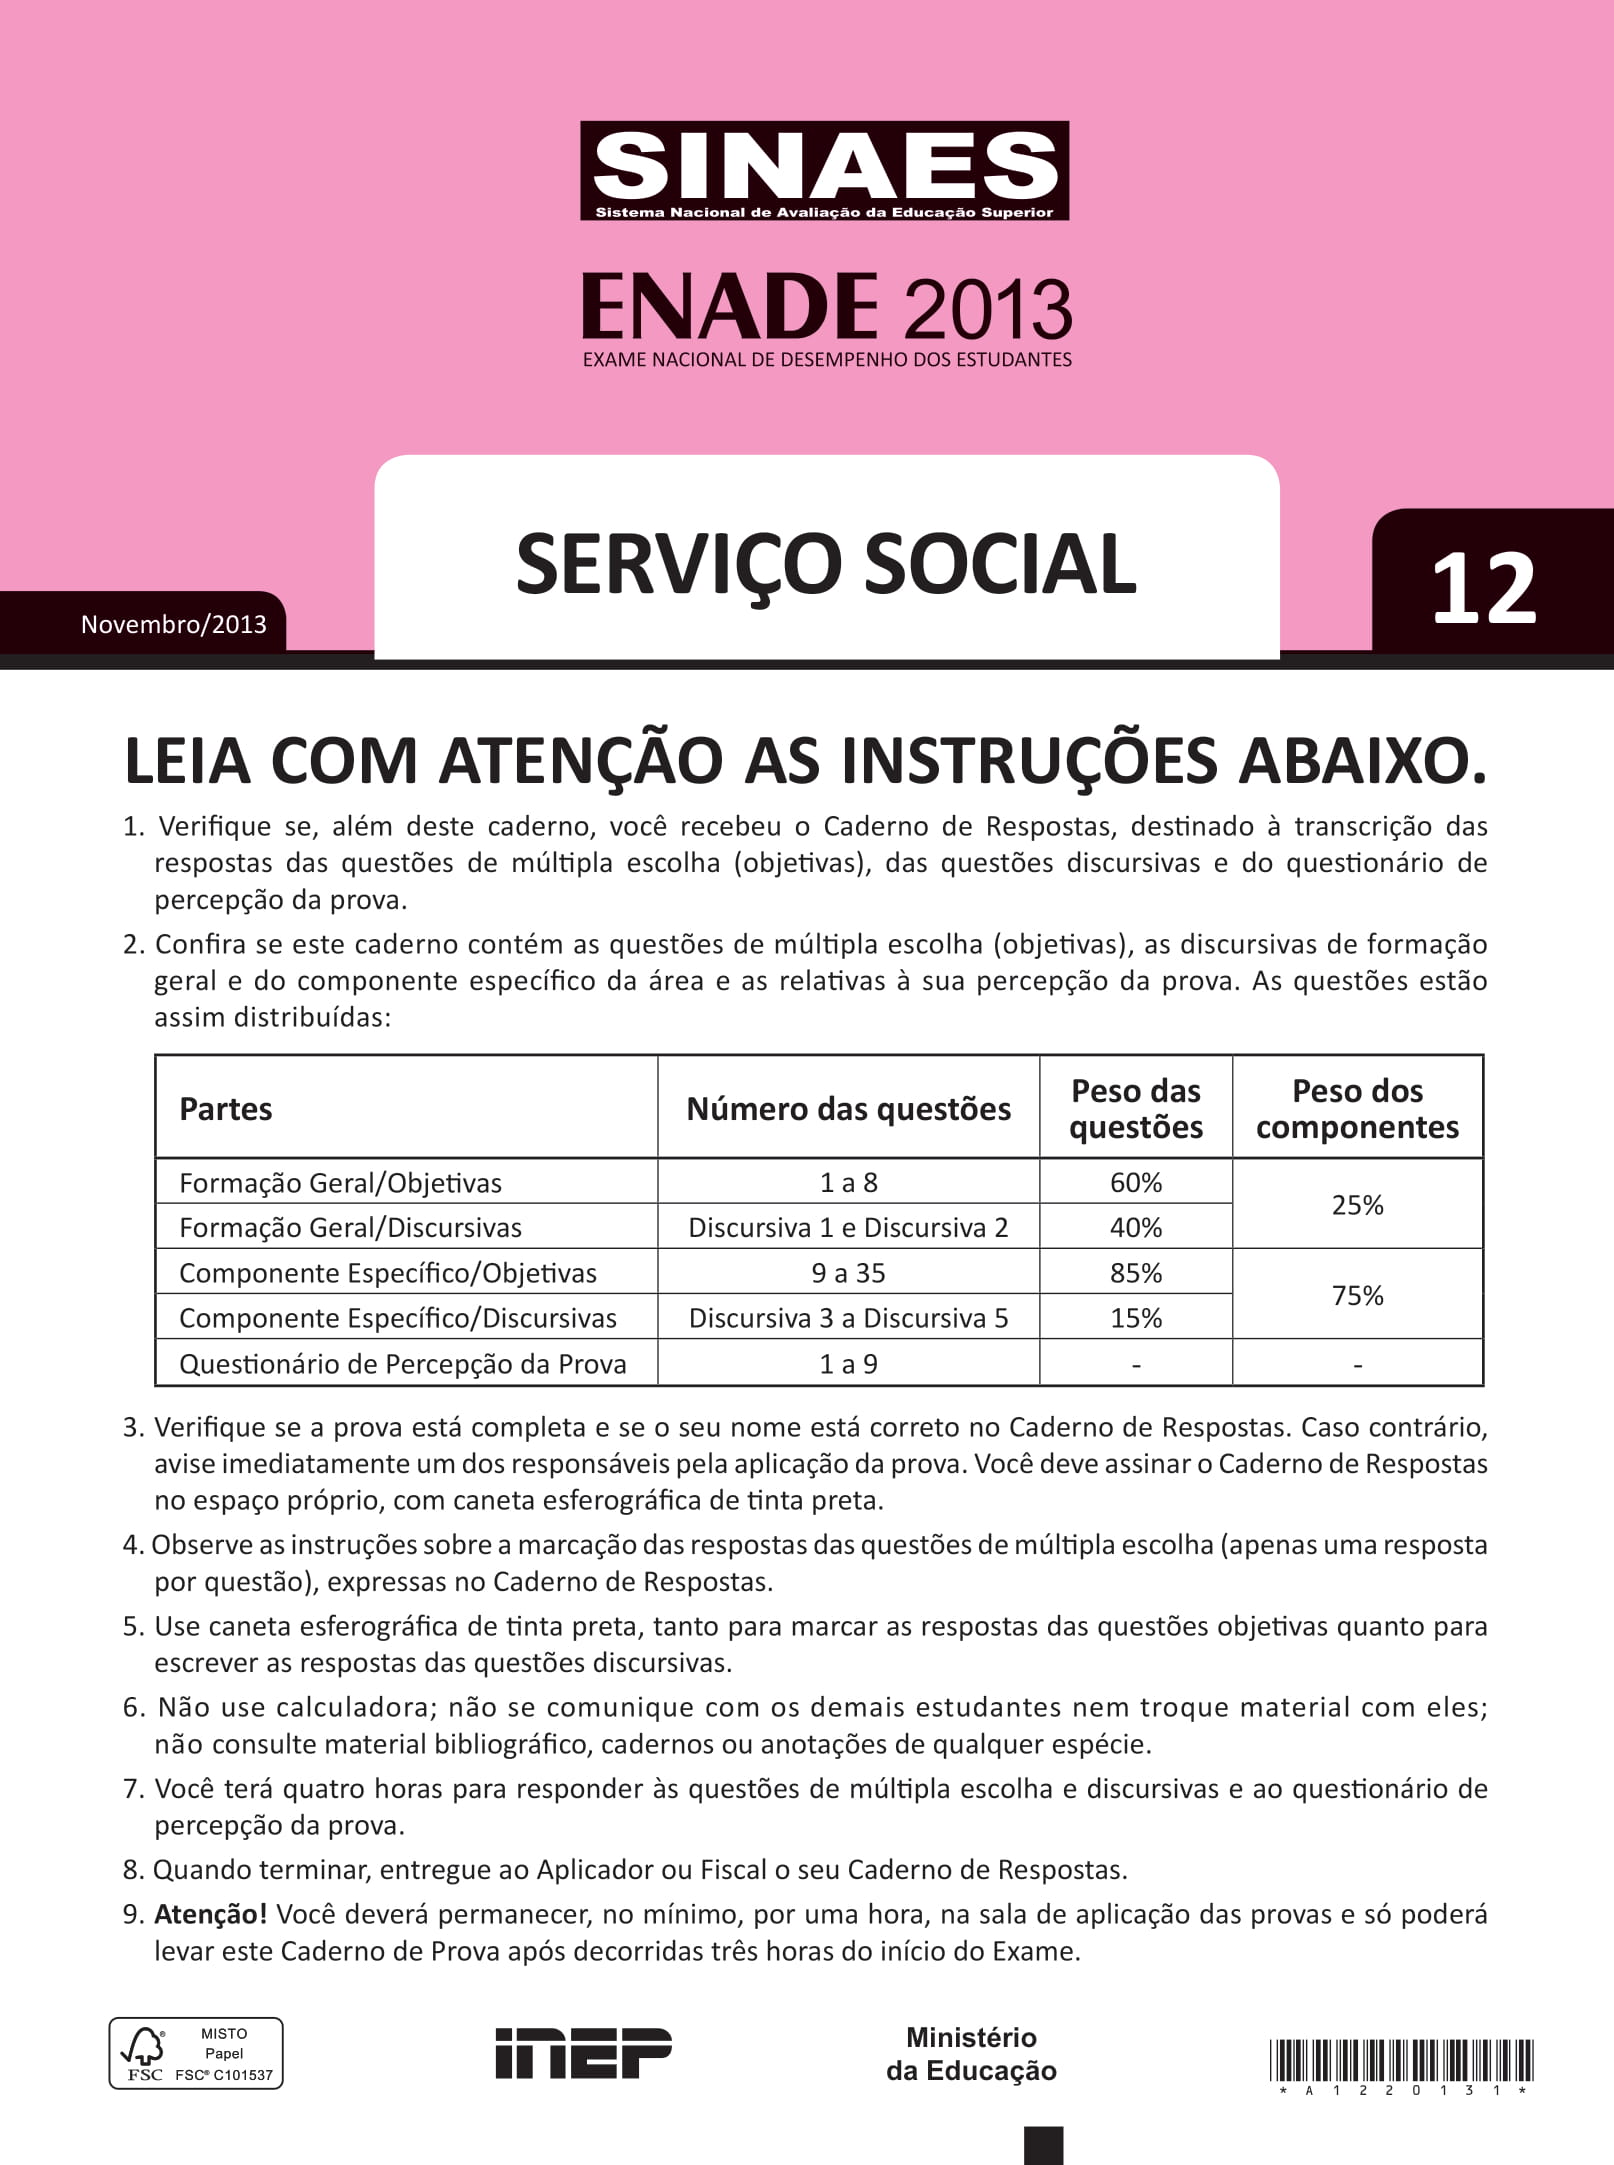 SINAES
Sistema Nacional de Avaliação da Educação Superior
ENADE 2013
EXAME NACIONAL DE DESEMPENHO DOS ESTUDANTES
SERVIÇO SOCIAL
12
Novembro/2013
LEIA COM ATENÇÃO AS INSTRUÇÕES ABAIXO.
1. Verifique se, além deste caderno, você recebeu o Caderno de Respostas, destinado à transcrição das
respostas das questões de múltipla escolha (objetivas), das questões discursivas e do questionário de
percepção da prova.
2. Confira se este caderno contém as questões de múltipla escolha (objetivas), as discursivas de formação
geral e do componente específico da área e as relativas à sua percepção da prova. As questões estão
assim distribuídas:
Partes Número das questões Peso das questões Peso dos componentes
Formação Geral/Objetivas 1 a 8 60% 25%
Formação Geral/Discursivas Discursiva 1 e Discursiva 2 40%
Componente Específico/Objetivas 9 a 35 85% 75%
Componente Específico/Discursivas Discursiva 3 a Discursiva 5 15%
Questionário de Percepção da Prova 1 a 9 - -
3. Verifique se a prova está completa e se o seu nome está correto no Caderno de Respostas. Caso contrário,
avise imediatamente um dos responsáveis pela aplicação da prova. Você deve assinar o Caderno de Respostas
no espaço próprio, com caneta esferográfica de tinta preta.
4. Observe as instruções sobre a marcação das respostas das questões de múltipla escolha (apenas uma resposta
por questão), expressas no Caderno de Respostas.
5. Use caneta esferográfica de tinta preta, tanto para marcar as respostas das questões objetivas quanto para
escrever as respostas das questões discursivas.
6. Não use calculadora; não se comunique com os demais estudantes nem troque material com eles;
não consulte material bibliográfico, cadernos ou anotações de qualquer espécie.
7. Você terá quatro horas para responder às questões de múltipla escolha e discursivas e ao questionário de
percepção da prova.
8. Quando terminar, entregue ao Aplicador ou Fiscal o seu Caderno de Respostas.
9. Atenção! Você deverá permanecer, no mínimo, por uma hora, na sala de aplicação das provas e só poderá
levar este Caderno de Prova após decorridas três horas do início do Exame.
FSC®
MISTO
Papel
FSC® C101537
INEP
Ministério
da Educação
*A1220131*